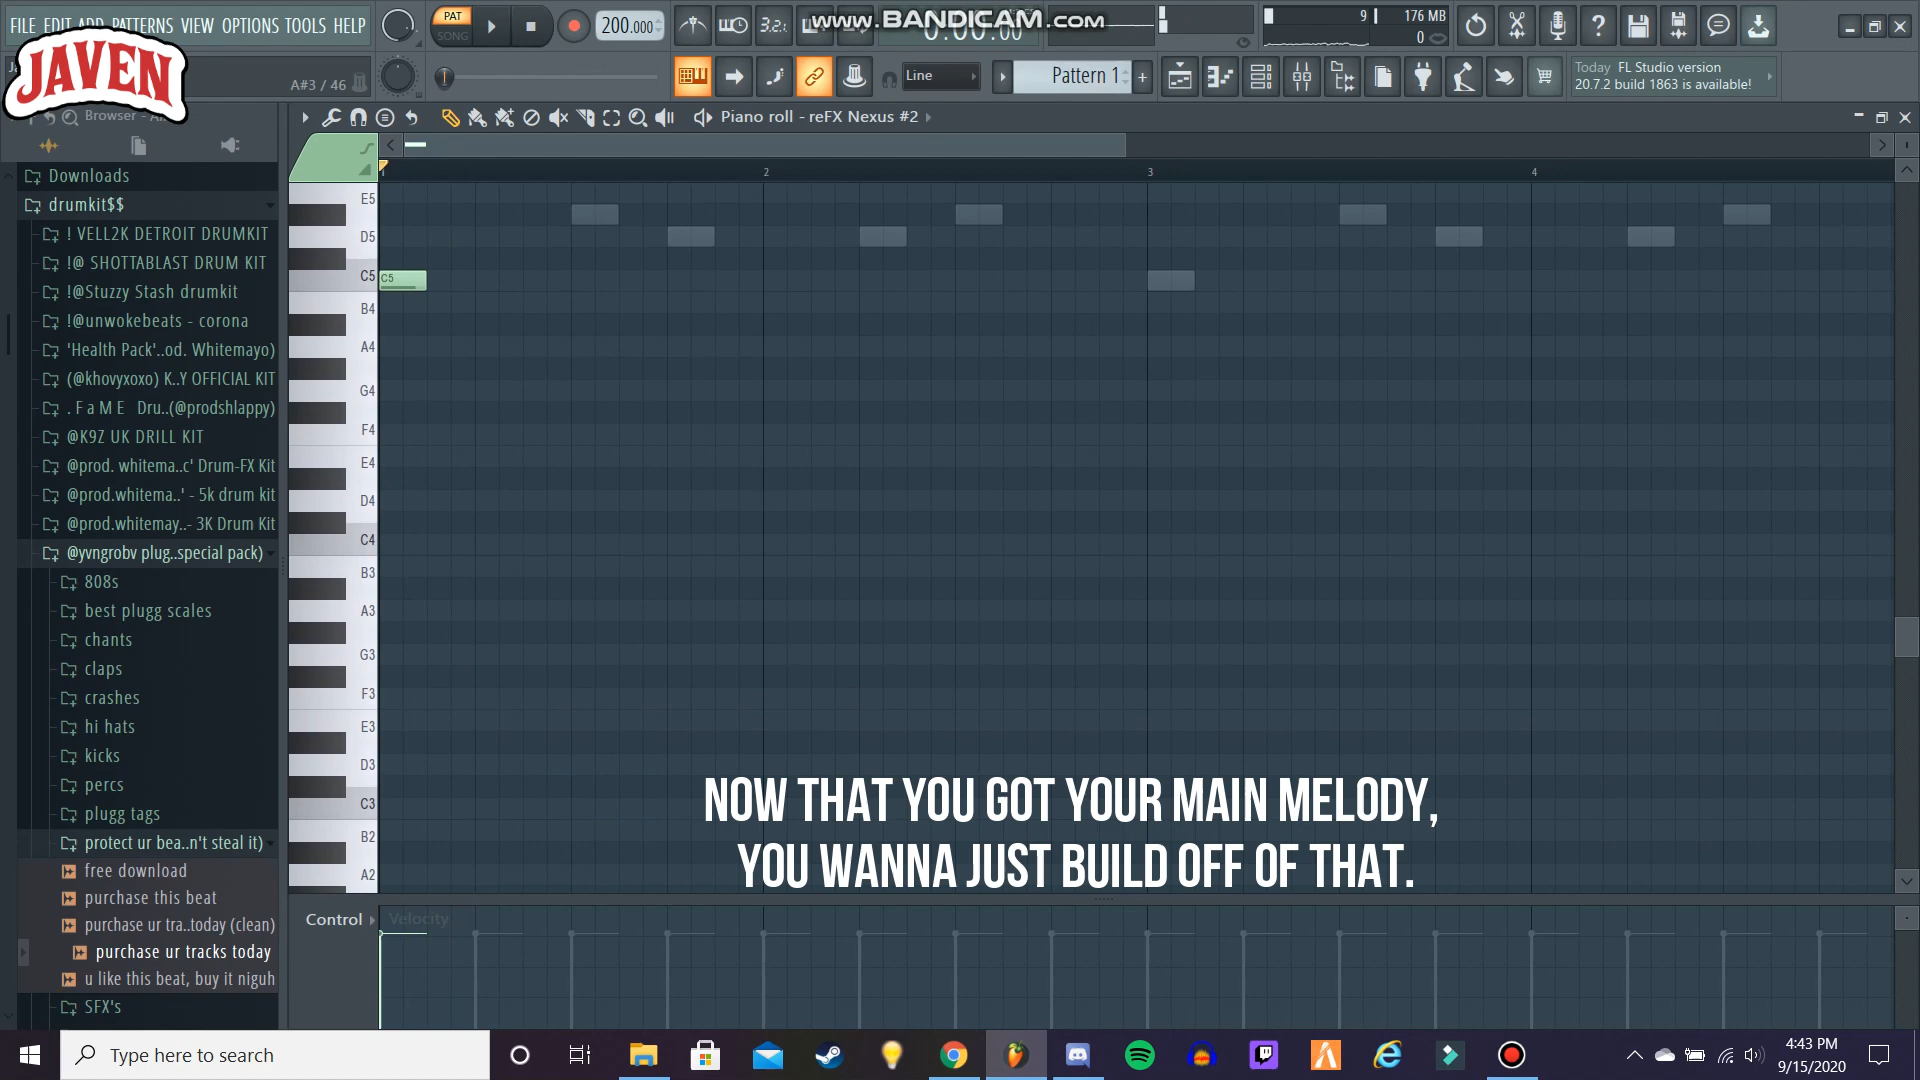 www.BANDICAM.com
FILE EDIT ADD PATTERNS VIEW OPTIONS TOOLS HELP
JAVEN
A#3 / 46
PAT
SONG
200.000
3.2.
0:00:00
9
176 MB
0
Line
Pattern 1
Today FL Studio version
20.7.2 build 1863 is available!
Piano roll - reFX Nexus #2
1
2
3
4
Downloads
drumkit$$
! VELL2K DETROIT DRUMKIT
!@ SHOTTABLAST DRUM KIT
!@Stuzzy Stash drumkit
!@unwokebeats - corona
'Health Pack'..od. Whitemayo)
(@khovyxoxo) K..Y OFFICIAL KIT
. F a M E Dru..(@prodshlappy)
@K9Z UK DRILL KIT
@prod. whitema..c' Drum-FX Kit
@prod.whitema..' - 5k drum kit
@prod.whitemay..- 3K Drum Kit
@yvngrobv plug..special pack)
808s
best plugg scales
chants
claps
crashes
hi hats
kicks
percs
plugg tags
protect ur bea..n't steal it)
free download
purchase this beat
purchase ur tra..today (clean)
purchase ur tracks today
u like this beat, buy it niguh
SFX's
E5
D5
C5
C5
B4
A4
G4
F4
E4
D4
C4
B3
A3
G3
F3
E3
D3
C3
B2
A2
NOW THAT YOU GOT YOUR MAIN MELODY,
YOU WANNA JUST BUILD OFF OF THAT.
Control
Velocity
Type here to search
4:43 PM
9/15/2020